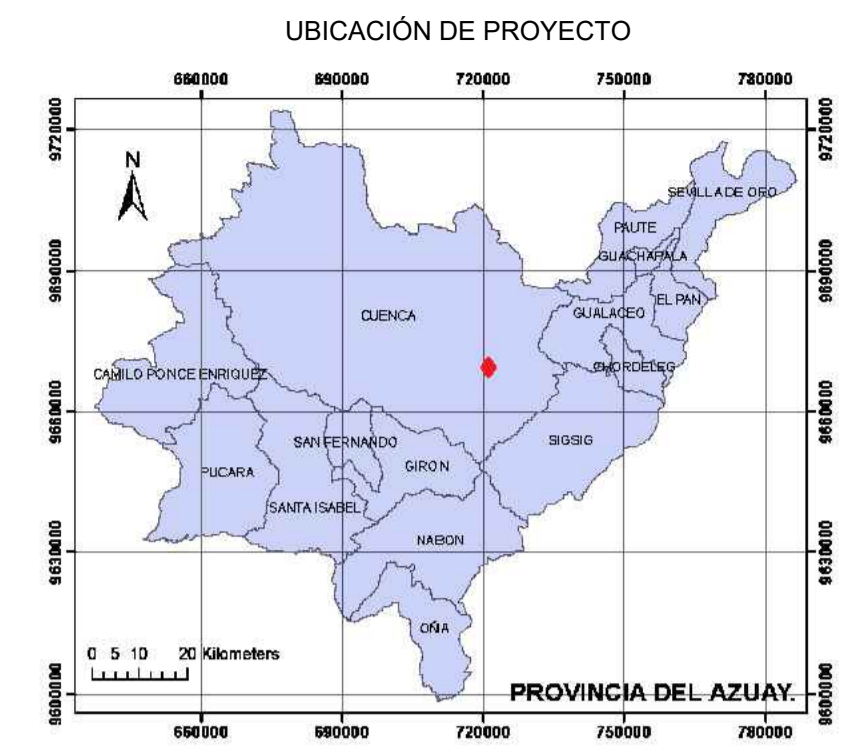 UBICACIÓN DE PROYECTO
660000 690000 720000 750000 780000
9720000 9720000
N
SEVILLA DE ORO
PAUTE
GUACHAPALA
9690000 9690000
EL PAN
GUALACEO
CUENCA
CHORDELEG
CAMILO PONCE ENRIQUEZ
9660000 9660000
SAN FERNANDO
SIGSIG
GIRON
PUCARA
SANTA ISABEL
NABON
9630000 9630000
OÑA
0 5 10 20 Kilometers
PROVINCIA DEL AZUAY.
9600000 9600000
660000 690000 720000 750000 780000